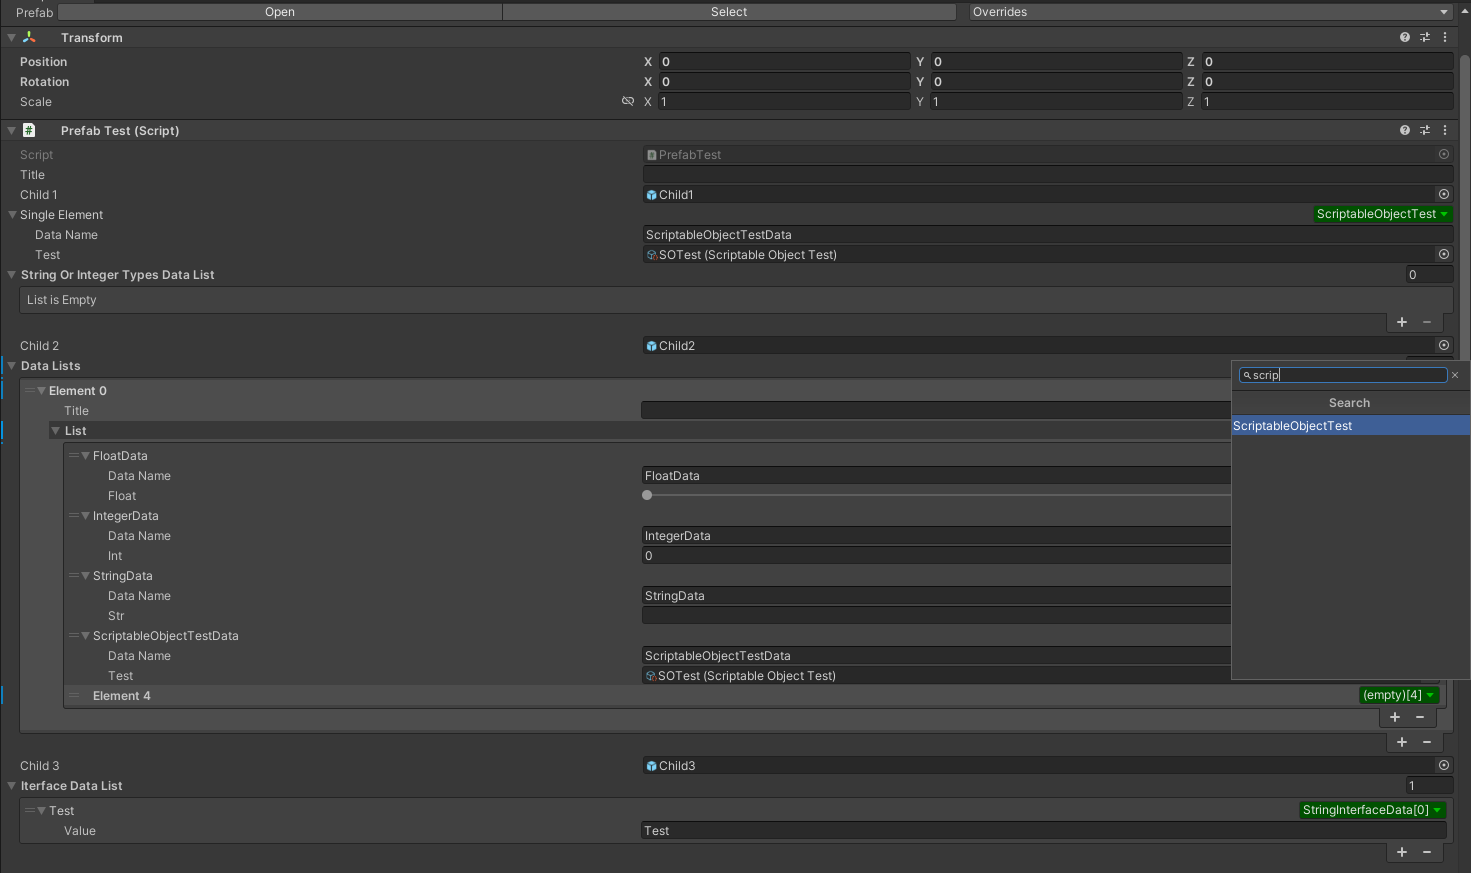 Prefab Open Select Overrides
Transform
Position X 0 Y 0 Z 0
Rotation X 0 Y 0 Z 0
Scale X 1 Y 1 Z 1
# Prefab Test (Script)
Script PrefabTest
Title
Child 1 Child1
Single Element ScriptableObjectTest
Data Name ScriptableObjectTestData
Test SOTest (Scriptable Object Test)
String Or Integer Types Data List 0
List is Empty
+ −
Child 2 Child2
Data Lists
scrip ×
Element 0
Search
Title
ScriptableObjectTest
List
FloatData
Data Name FloatData
Float
IntegerData
Data Name IntegerData
Int 0
StringData
Data Name StringData
Str
ScriptableObjectTestData
Data Name ScriptableObjectTestData
Test SOTest (Scriptable Object Test)
Element 4 (empty)[4]
+ −
+ −
Child 3 Child3
Iterface Data List 1
Test StringInterfaceData[0]
Value Test
+ −